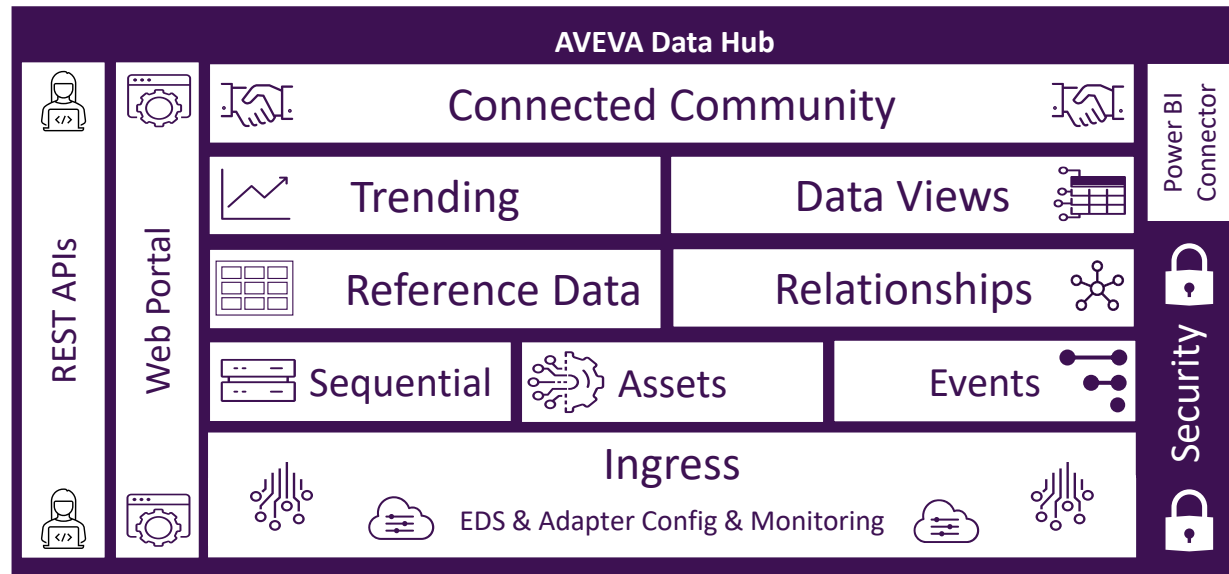 AVEVA Data Hub
REST APIs
Web Portal
Connected Community
Power BI
Connector
Trending
Data Views
Reference Data
Relationships
Sequential
Assets
Events
Security
Ingress
EDS & Adapter Config & Monitoring